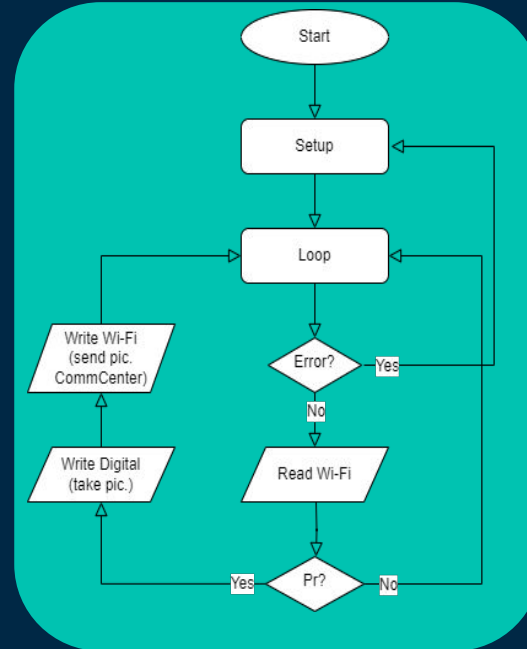 Start
Setup
Loop
Write Wi-Fi
(send pic.
CommCenter)
Error?
Yes
No
Write Digital
(take pic.)
Read Wi-Fi
Yes
Pr?
No